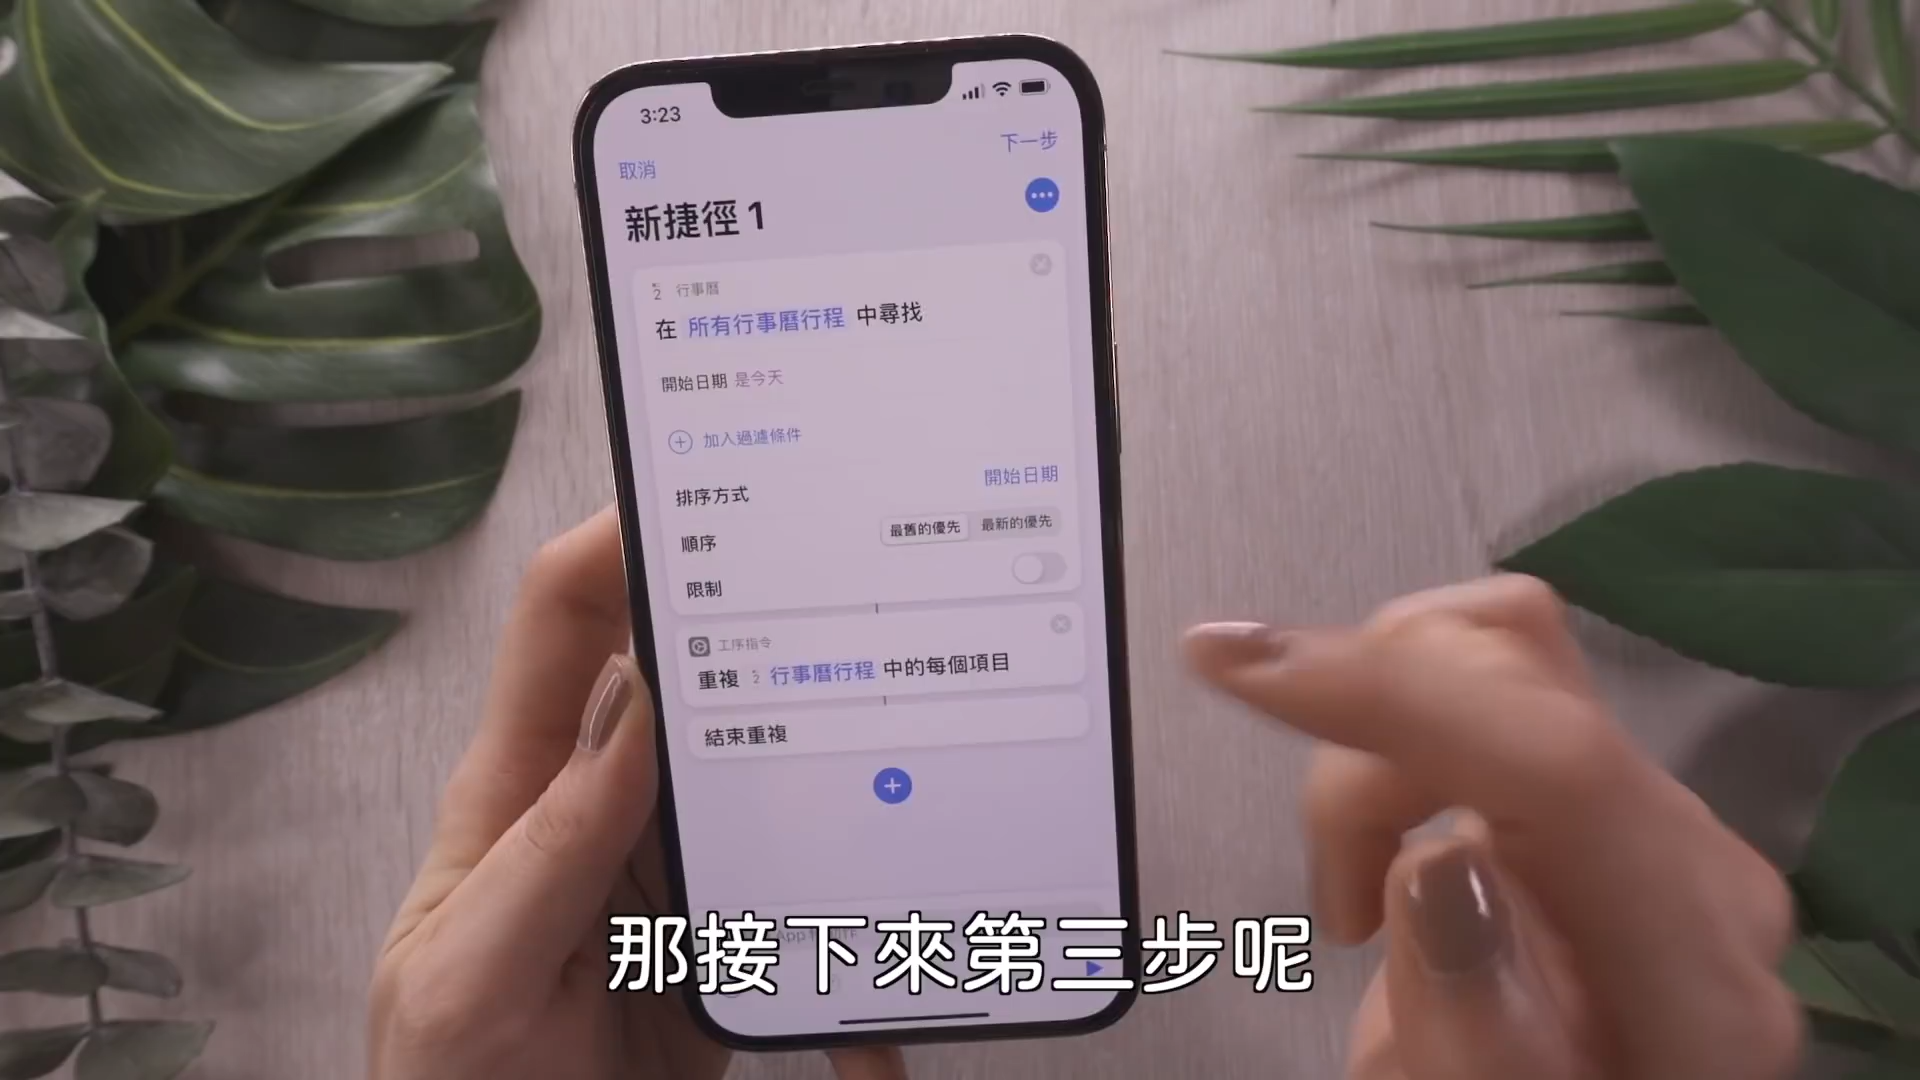 3:23
取消
下一步
新捷徑 1
行事曆
在 所有行事曆行程 中尋找
開始日期 是今天
加入過濾條件
排序方式 開始日期
順序 最舊的優先 最新的優先
限制
工序指令
重複 行事曆行程 中的每個項目
結束重複
那接下來第三步呢